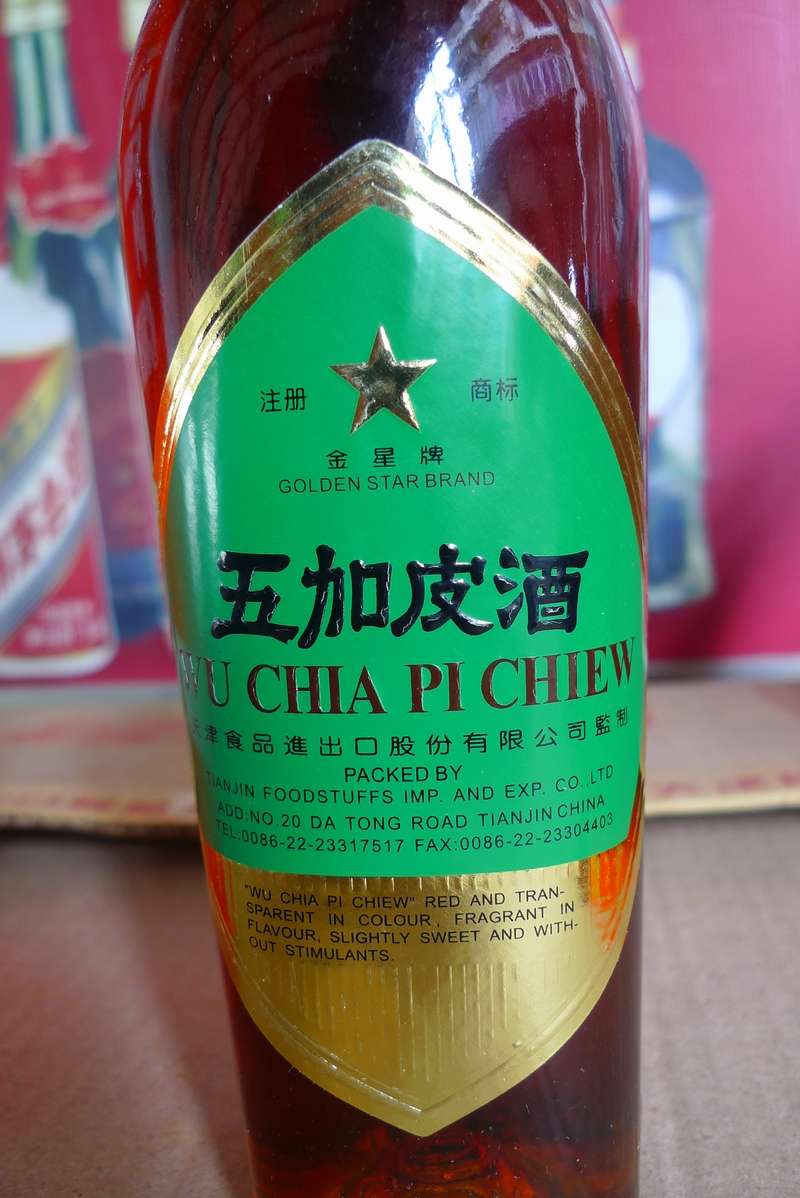 注册 商标
金星牌
GOLDEN STAR BRAND
五加皮酒
WU CHIA PI CHIEW
天津食品進出口股份有限公司監制
PACKED BY
TIANJIN FOODSTUFFS IMP. AND EXP. CO.,LTD
ADD:NO.20 DA TONG ROAD TIANJIN CHINA
TEL:0086-22-23317517 FAX:0086-22-23304403
"WU CHIA PI CHIEW" RED AND TRAN-
SPARENT IN COLOUR, FRAGRANT IN
FLAVOUR, SLIGHTLY SWEET AND WITH-
OUT STIMULANTS.